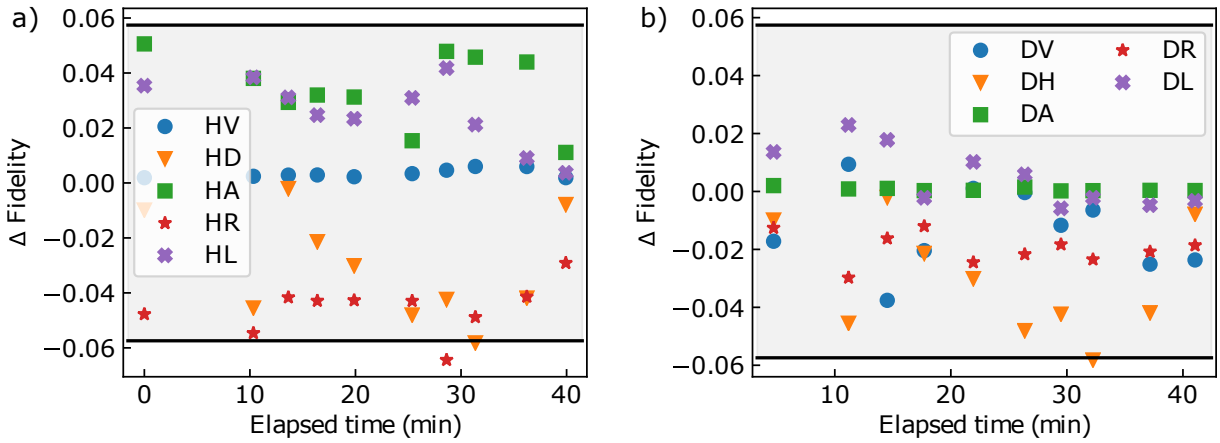 a)
0.06
0.04
0.02
0.00
−0.02
−0.04
−0.06
Δ Fidelity
HV
HD
HA
HR
HL
0
10
20
30
40
Elapsed time (min)
b)
0.06
0.04
0.02
0.00
−0.02
−0.04
−0.06
Δ Fidelity
DV
DH
DA
DR
DL
10
20
30
40
Elapsed time (min)